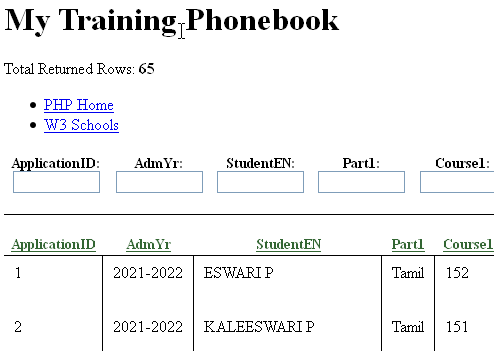 My Training Phonebook
Total Returned Rows: 65
PHP Home
W3 Schools
ApplicationID: AdmYr: StudentEN: Part1: Course1:
ApplicationID AdmYr StudentEN Part1 Course1
1 2021-2022 ESWARI P Tamil 152
2 2021-2022 KALEESWARI P Tamil 151